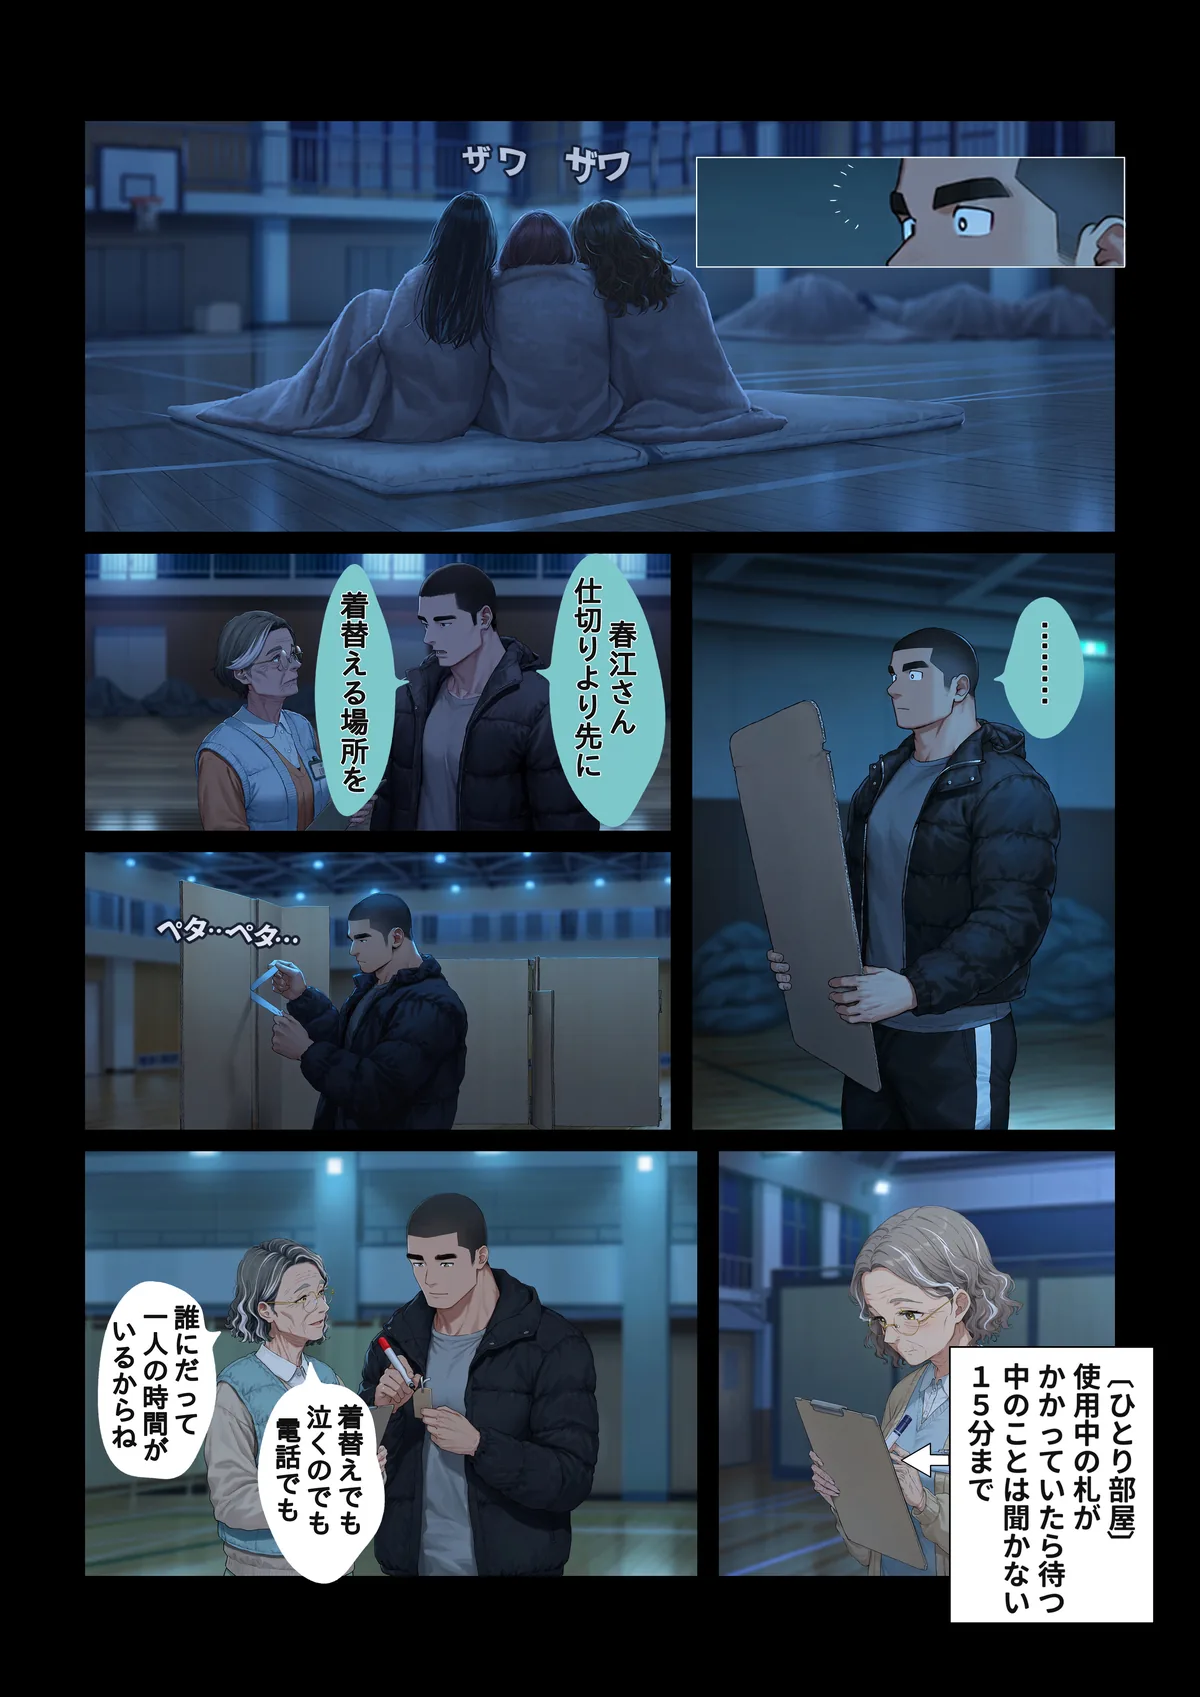 ザワ
ザワ
………
春江さん
仕切りより先に
着替える場所を
ペタ‥ペタ…
誰にだって
一人の時間が
いるからね
着替えでも
泣くのでも
電話でも
〔ひとり部屋〕
使用中の札が
かかっていたら待つ
中のことは聞かない
15分まで